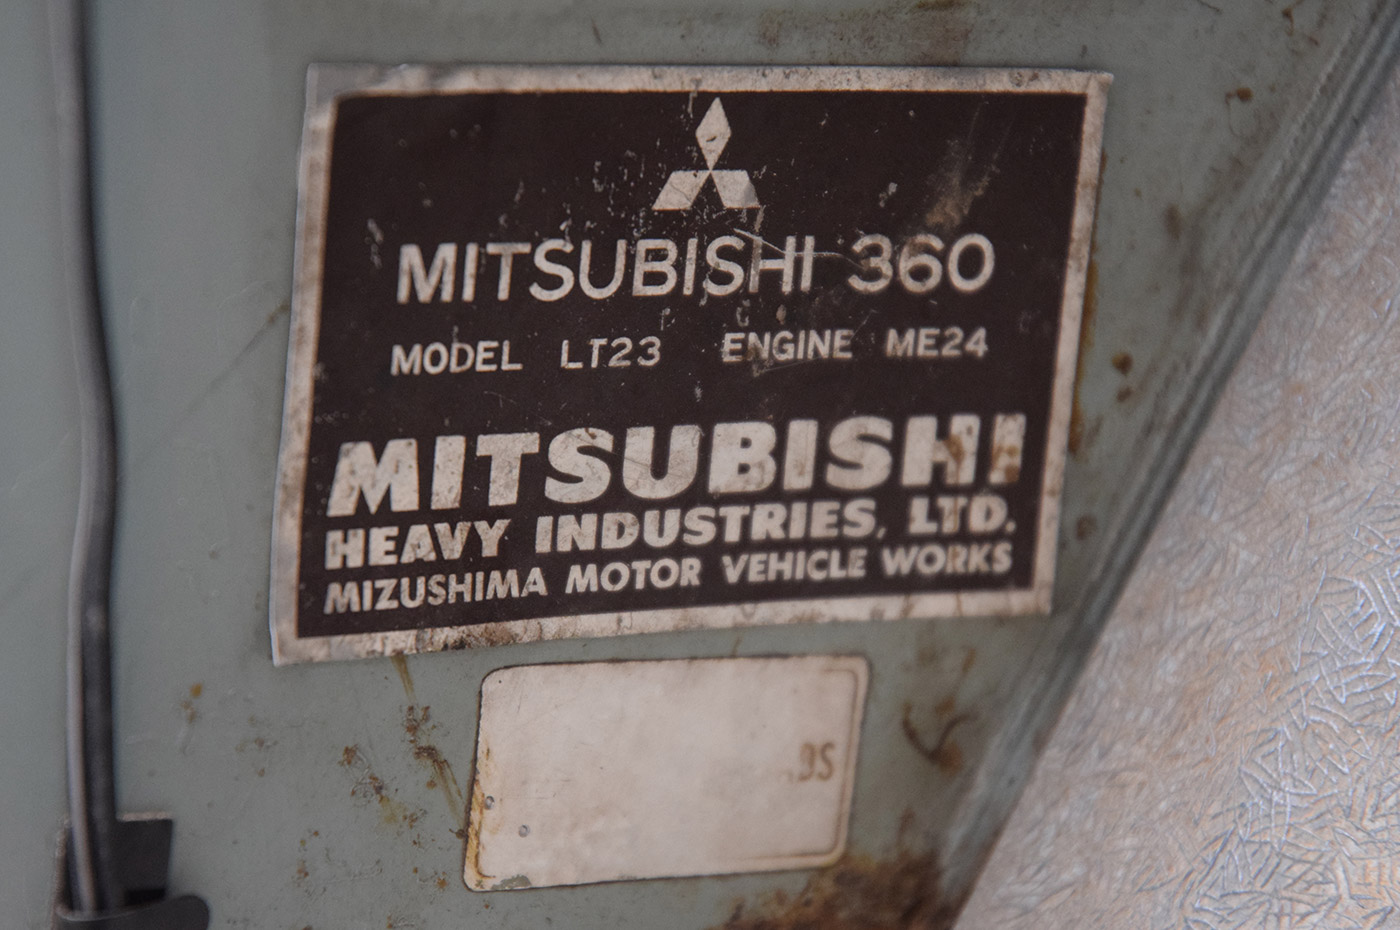 MITSUBISHI 360
MODEL LT23 ENGINE ME24
MITSUBISHI
HEAVY INDUSTRIES, LTD.
MIZUSHIMA MOTOR VEHICLE WORKS